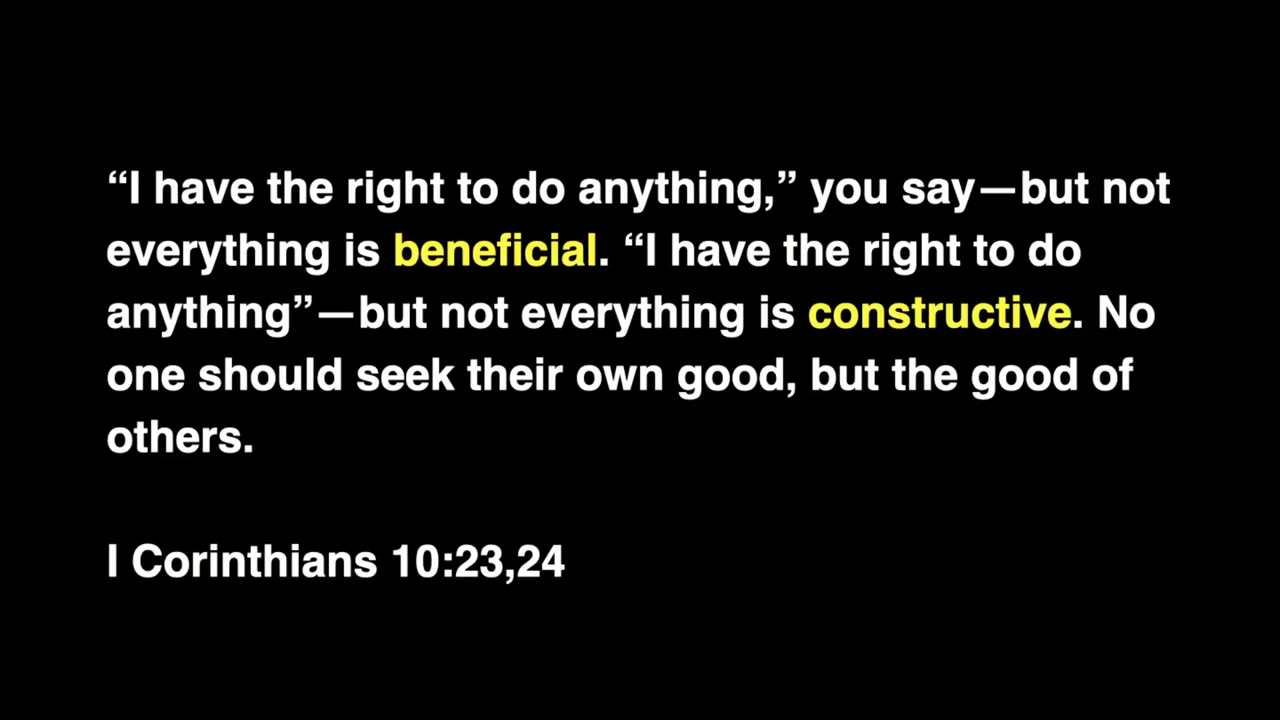 “I have the right to do anything,” you say—but not
everything is beneficial. “I have the right to do
anything”—but not everything is constructive. No
one should seek their own good, but the good of
others.
I Corinthians 10:23,24